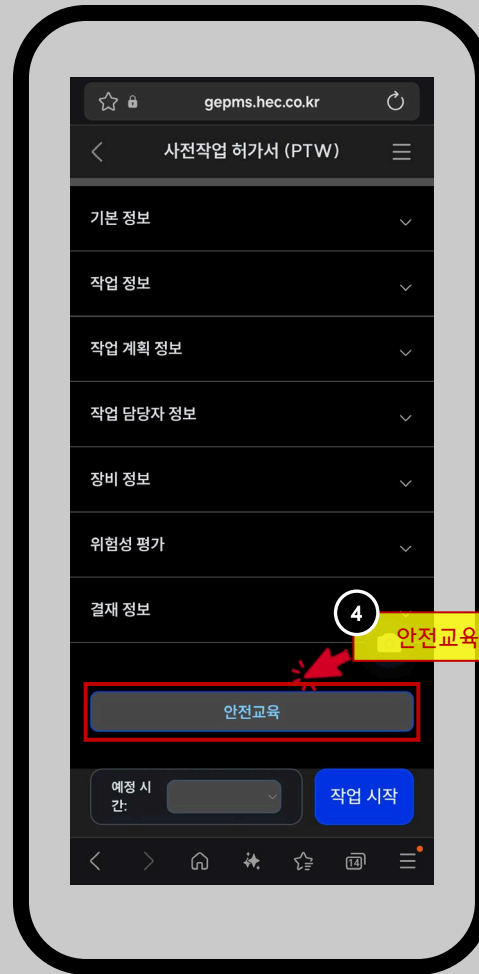 gepms.hec.co.kr
사전작업 허가서 (PTW)
기본 정보
작업 정보
작업 계획 정보
작업 담당자 정보
장비 정보
위험성 평가
결재 정보
4
안전교육
안전교육
예정 시
간:
작업 시작
14